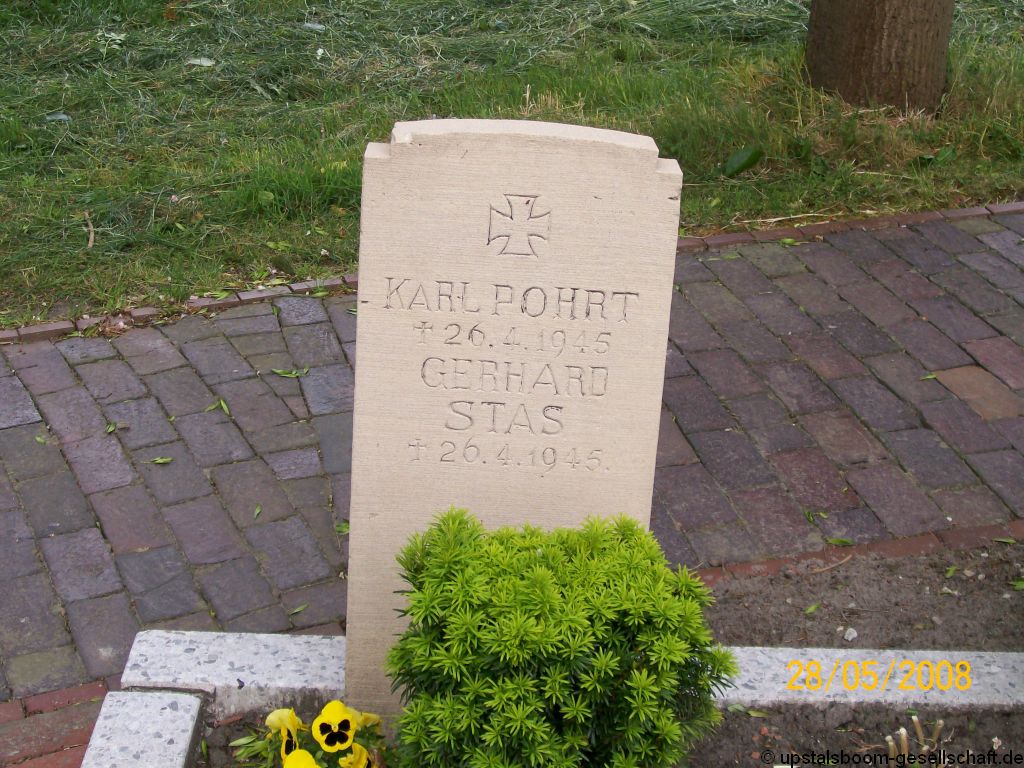 KARL POHRT
† 26.4.1945
GERHARD
STAS
† 26.4.1945.
28/05/2008
© upstalsboom-gesellschaft.de